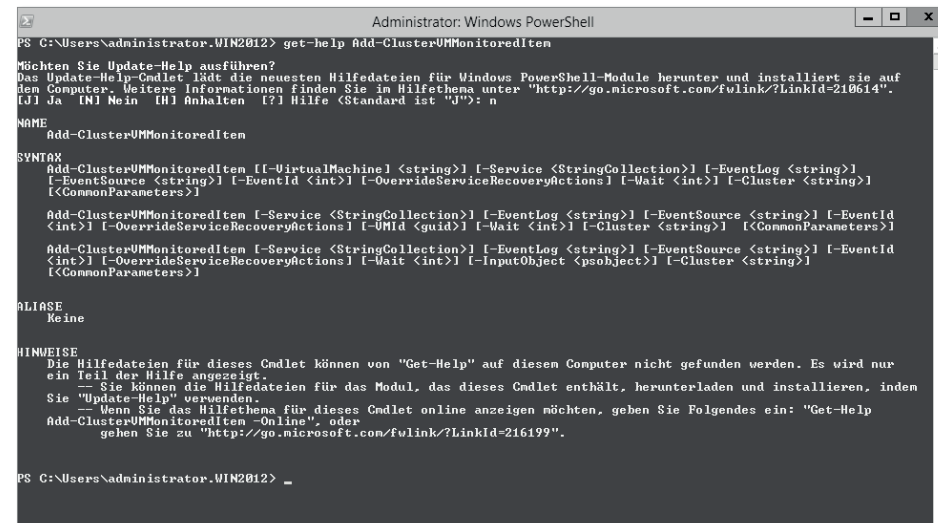 Administrator: Windows PowerShell
PS C:\Users\administrator.WIN2012> get-help Add-ClusterVMMonitoredItem
Möchten Sie Update-Help ausführen?
Das Update-Help-Cmdlet lädt die neuesten Hilfedateien für Windows PowerShell-Module herunter und installiert sie auf
dem Computer. Weitere Informationen finden Sie im Hilfethema unter "http://go.microsoft.com/fwlink/?LinkId=210614".
[J] Ja  [N] Nein  [H] Anhalten  [?] Hilfe (Standard ist "J"): n
NAME
Add-ClusterVMMonitoredItem
SYNTAX
Add-ClusterVMMonitoredItem [[-VirtualMachine] <string>] [-Service <StringCollection>] [-EventLog <string>]
[-EventSource <string>] [-EventId <int>] [-OverrideServiceRecoveryActions] [-Wait <int>] [-Cluster <string>]
[<CommonParameters>]
Add-ClusterVMMonitoredItem [-Service <StringCollection>] [-EventLog <string>] [-EventSource <string>] [-EventId
<int>] [-OverrideServiceRecoveryActions] [-VMId <guid>] [-Wait <int>] [-Cluster <string>]  [<CommonParameters>]
Add-ClusterVMMonitoredItem [-Service <StringCollection>] [-EventLog <string>] [-EventSource <string>] [-EventId
<int>] [-OverrideServiceRecoveryActions] [-Wait <int>] [-InputObject <psobject>] [-Cluster <string>]
[<CommonParameters>]
ALIASE
Keine
HINWEISE
Die Hilfedateien für dieses Cmdlet können von "Get-Help" auf diesem Computer nicht gefunden werden. Es wird nur
ein Teil der Hilfe angezeigt.
-- Sie können die Hilfedateien für das Modul, das dieses Cmdlet enthält, herunterladen und installieren, indem
Sie "Update-Help" verwenden.
-- Wenn Sie das Hilfethema für dieses Cmdlet online anzeigen möchten, geben Sie Folgendes ein: "Get-Help
Add-ClusterVMMonitoredItem -Online", oder
gehen Sie zu "http://go.microsoft.com/fwlink/?LinkId=216199".
PS C:\Users\administrator.WIN2012> _